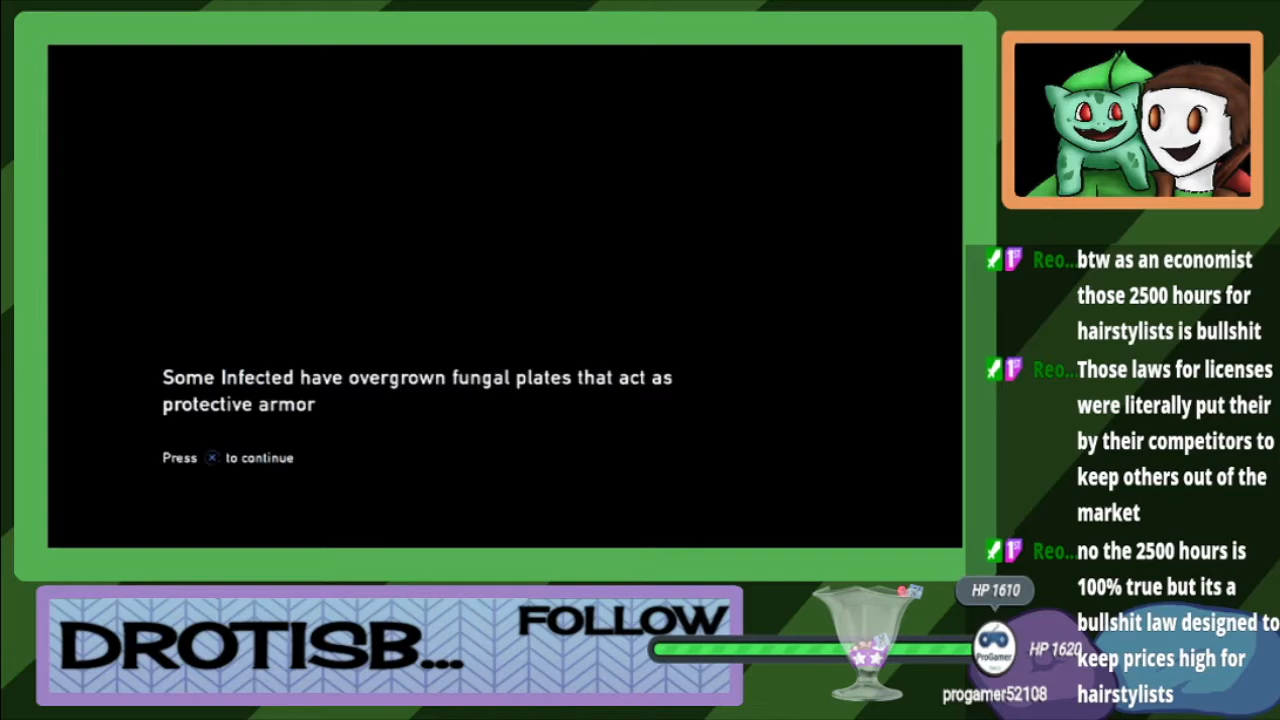 Some Infected have overgrown fungal plates that act as
protective armor
Press to continue
Reo... btw as an economist
those 2500 hours for
hairstylists is bullshit
Reo... Those laws for licenses
were literally put their
by their competitors to
keep others out of the
market
Reo... no the 2500 hours is
100% true but its a
bullshit law designed to
keep prices high for
hairstylists
FOLLOW
DROTISB...
HP 1610
ProGamer
HP 1620
progamer52108